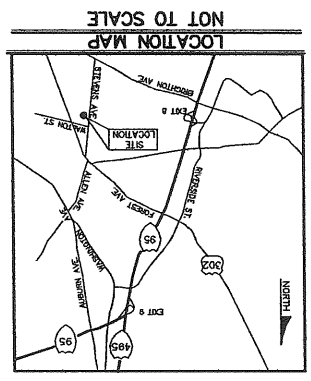 NORTH
495
95
EXIT 9
AUBURN AVE.
WASHINGTON AVE.
302
95
RIVERSIDE ST.
FOREST AVE.
ALLEN AVE.
SITE
LOCATION
WALTON ST.
EXIT 8
STEVENS AVE.
BRIGHTON AVE.
LOCATION MAP
NOT TO SCALE